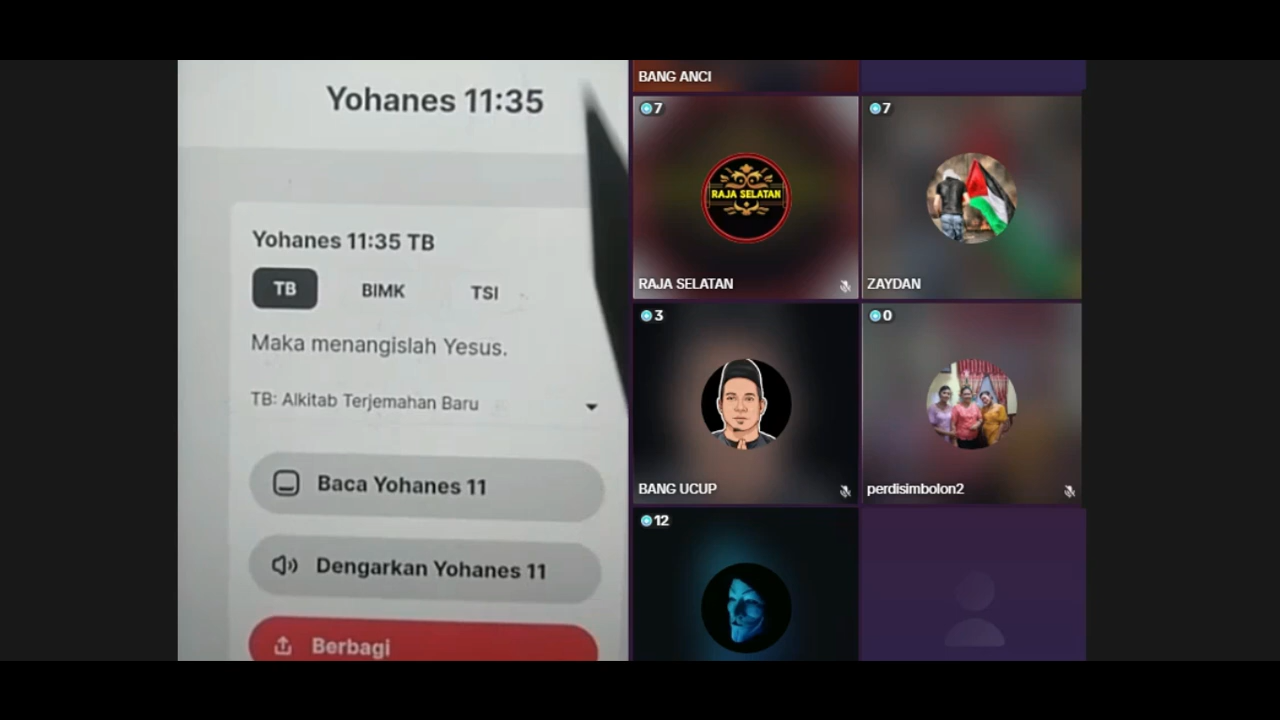 Yohanes 11:35
Yohanes 11:35 TB
TB BIMK TSI
Maka menangislah Yesus.
TB: Alkitab Terjemahan Baru
Baca Yohanes 11
Dengarkan Yohanes 11
Berbagi
BANG ANCI
7
RAJA SELATAN
RAJA SELATAN
7
ZAYDAN
3
BANG UCUP
0
perdisimbolon2
12